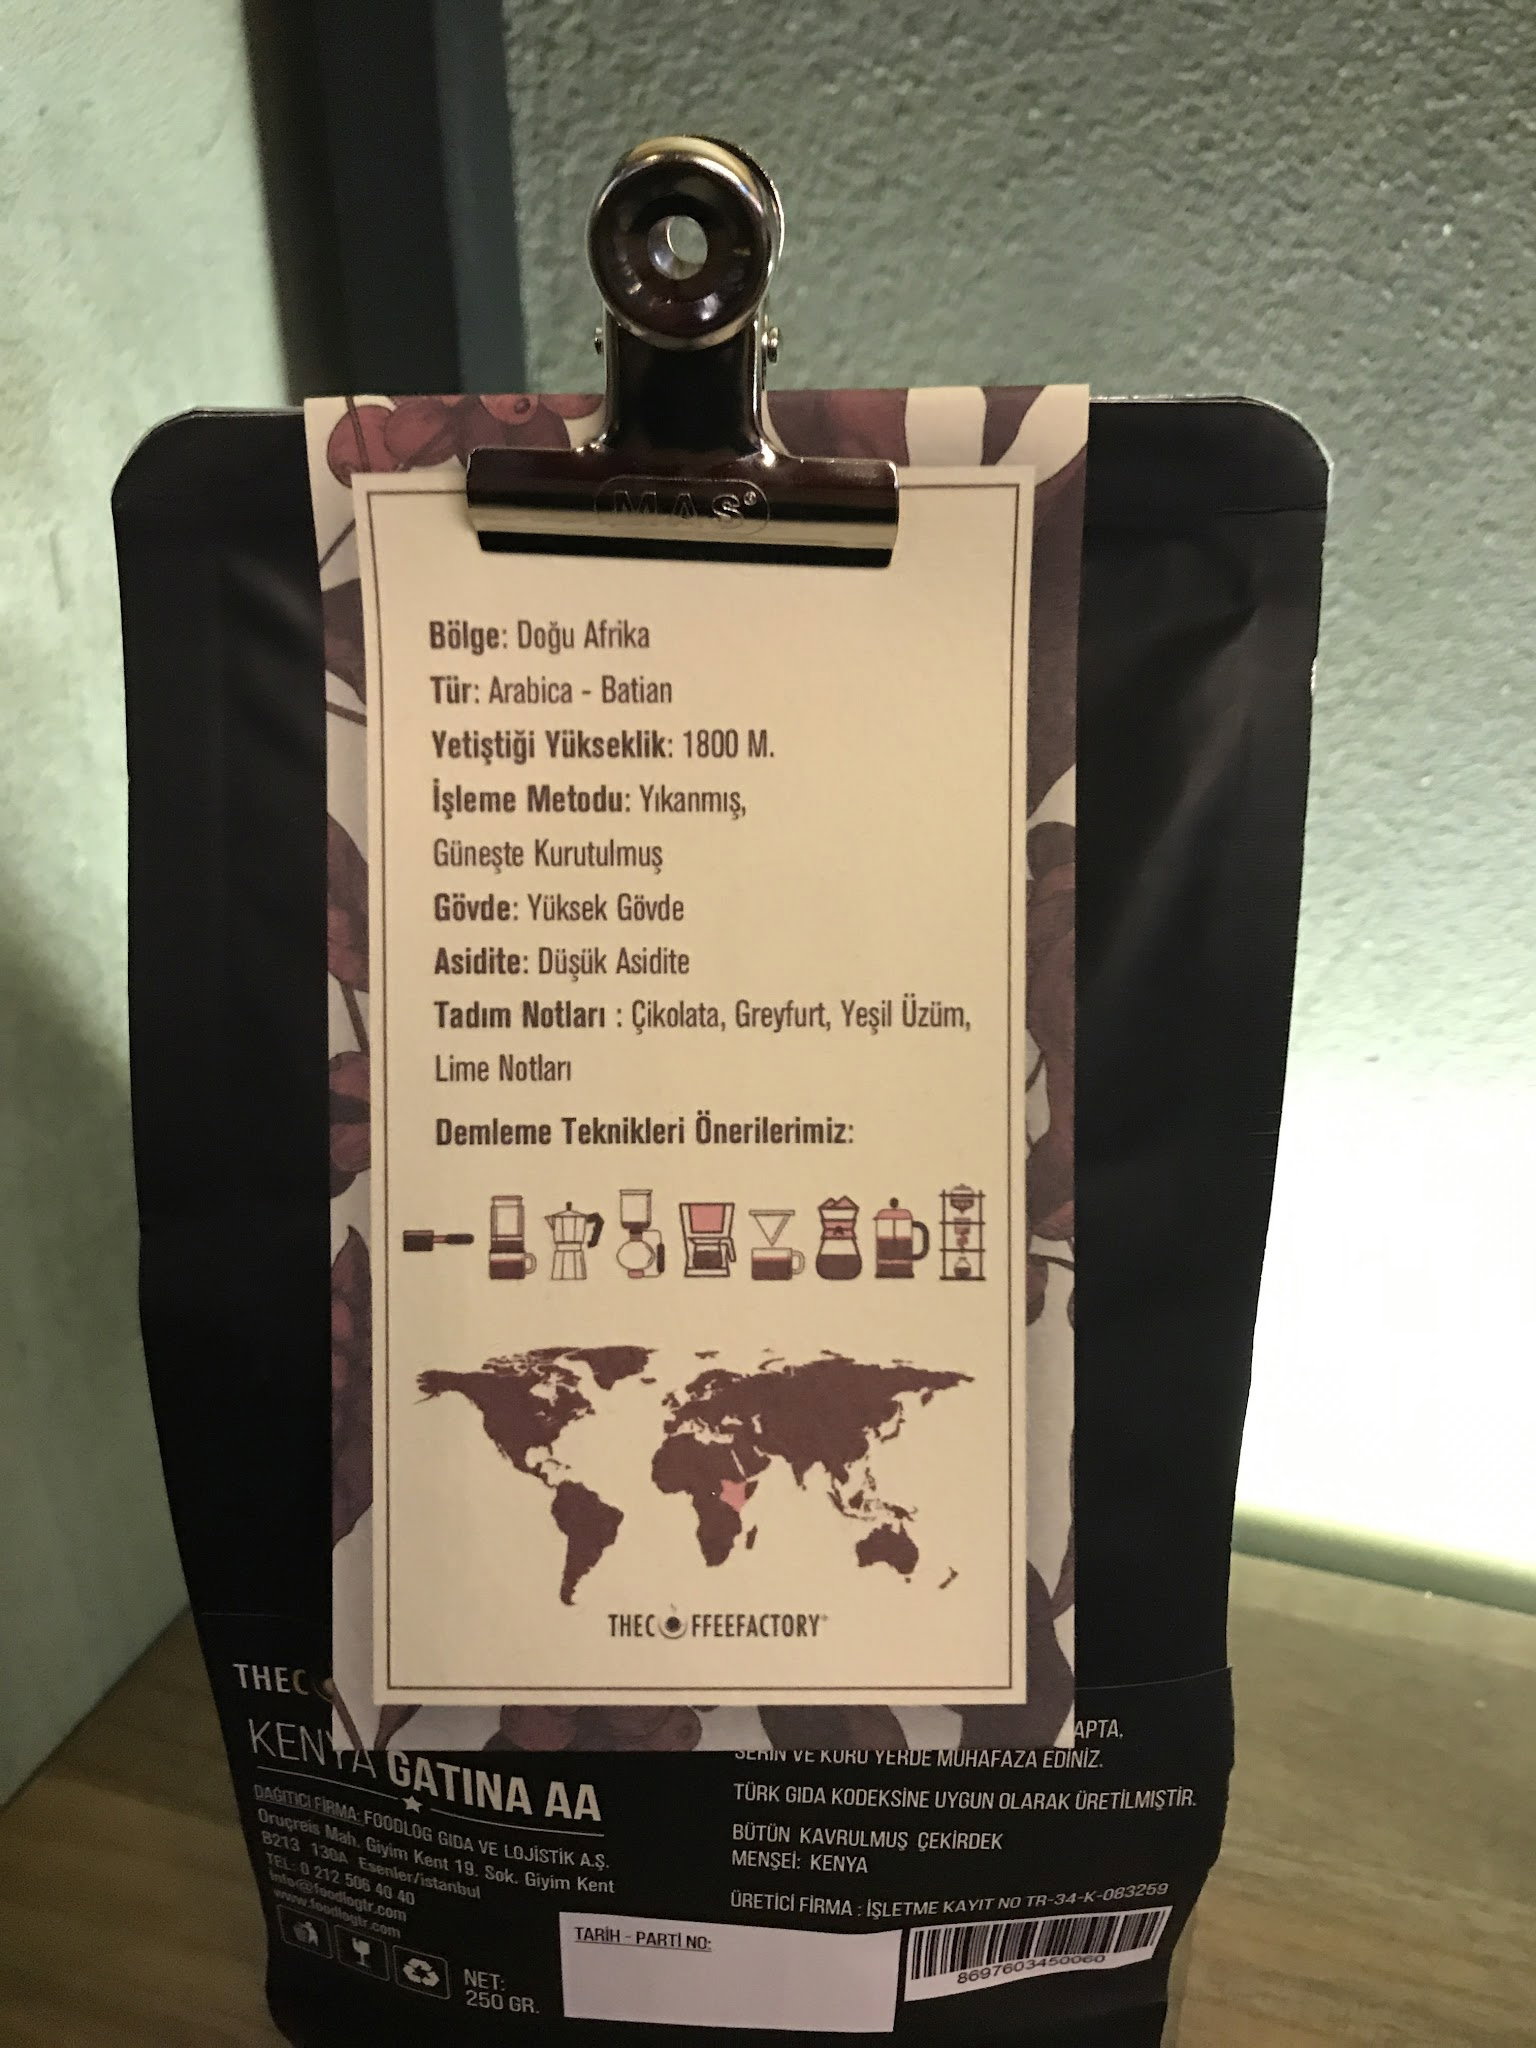 MAS®
Bölge: Doğu Afrika
Tür: Arabica - Batian
Yetiştiği Yükseklik: 1800 M.
İşleme Metodu: Yıkanmış,
Güneşte Kurutulmuş
Gövde: Yüksek Gövde
Asidite: Düşük Asidite
Tadım Notları : Çikolata, Greyfurt, Yeşil Üzüm,
Lime Notları
Demleme Teknikleri Önerilerimiz:
THECOFFEEFACTORY®
THEC
KENYA GATINA AA
DAĞITICI FİRMA: FOODLOG GIDA VE LOJİSTİK A.Ş.
Oruçreis Mah. Giyim Kent 19. Sok. Giyim Kent
B213 130A Esenler/istanbul
TEL: 0 212 506 40 40
info@foodlogtr.com
www.foodlogtr.com
NET:
250 GR.
APTA,
SERİN VE KURU YERDE MUHAFAZA EDİNİZ.
TÜRK GIDA KODEKSİNE UYGUN OLARAK ÜRETİLMİŞTİR.
BÜTÜN KAVRULMUŞ ÇEKİRDEK
MENŞEİ: KENYA
ÜRETİCİ FİRMA : İŞLETME KAYIT NO TR-34-K-083259
TARİH - PARTİ NO:
8697603450060